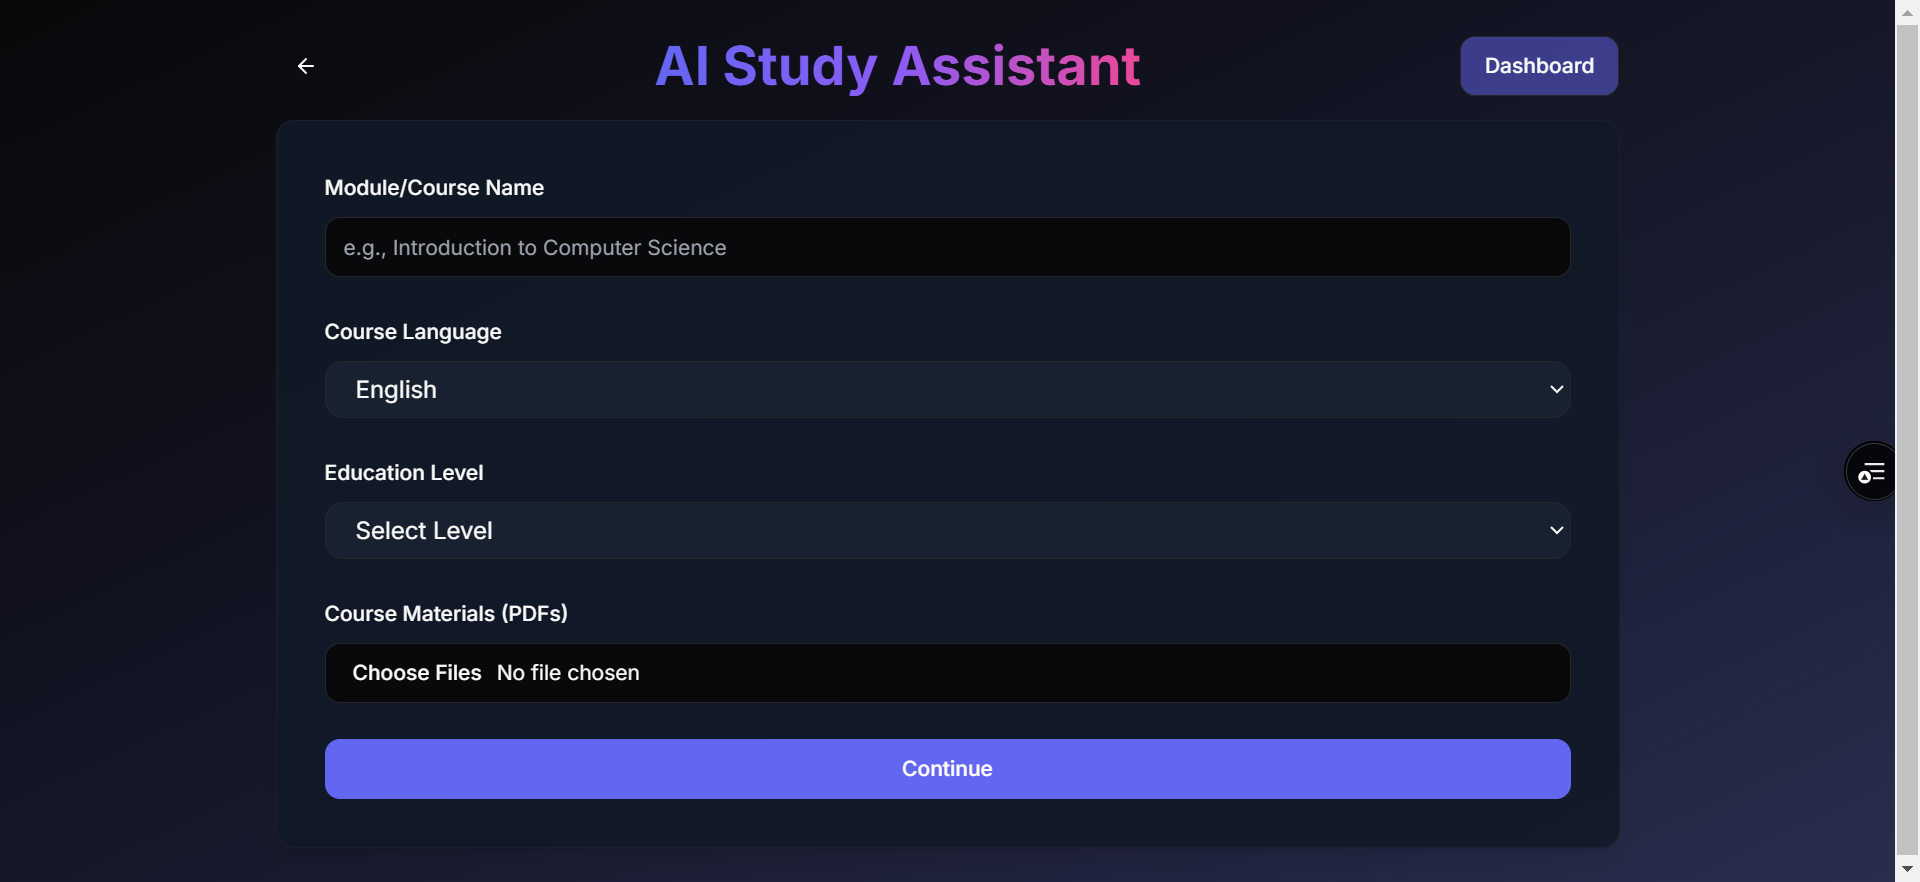 AI Study Assistant
Dashboard
Module/Course Name
e.g., Introduction to Computer Science
Course Language
English
Education Level
Select Level
Course Materials (PDFs)
Choose Files No file chosen
Continue